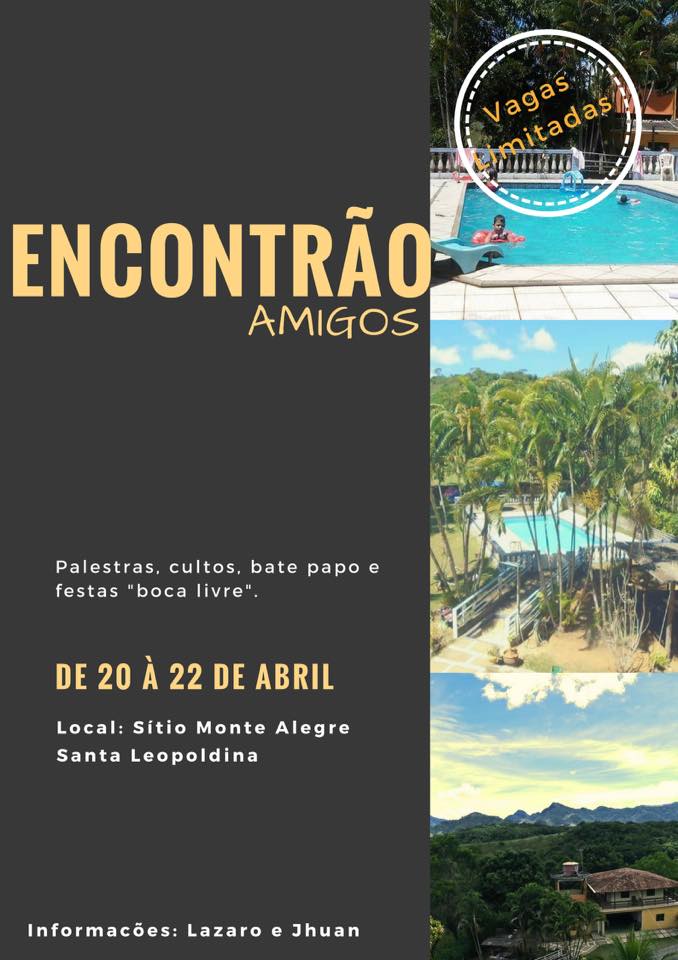 Vagas
Limitadas
ENCONTRÃO
AMIGOS
Palestras, cultos, bate papo e
festas "boca livre".
DE 20 À 22 DE ABRIL
Local: Sítio Monte Alegre
Santa Leopoldina
Informacões: Lazaro e Jhuan